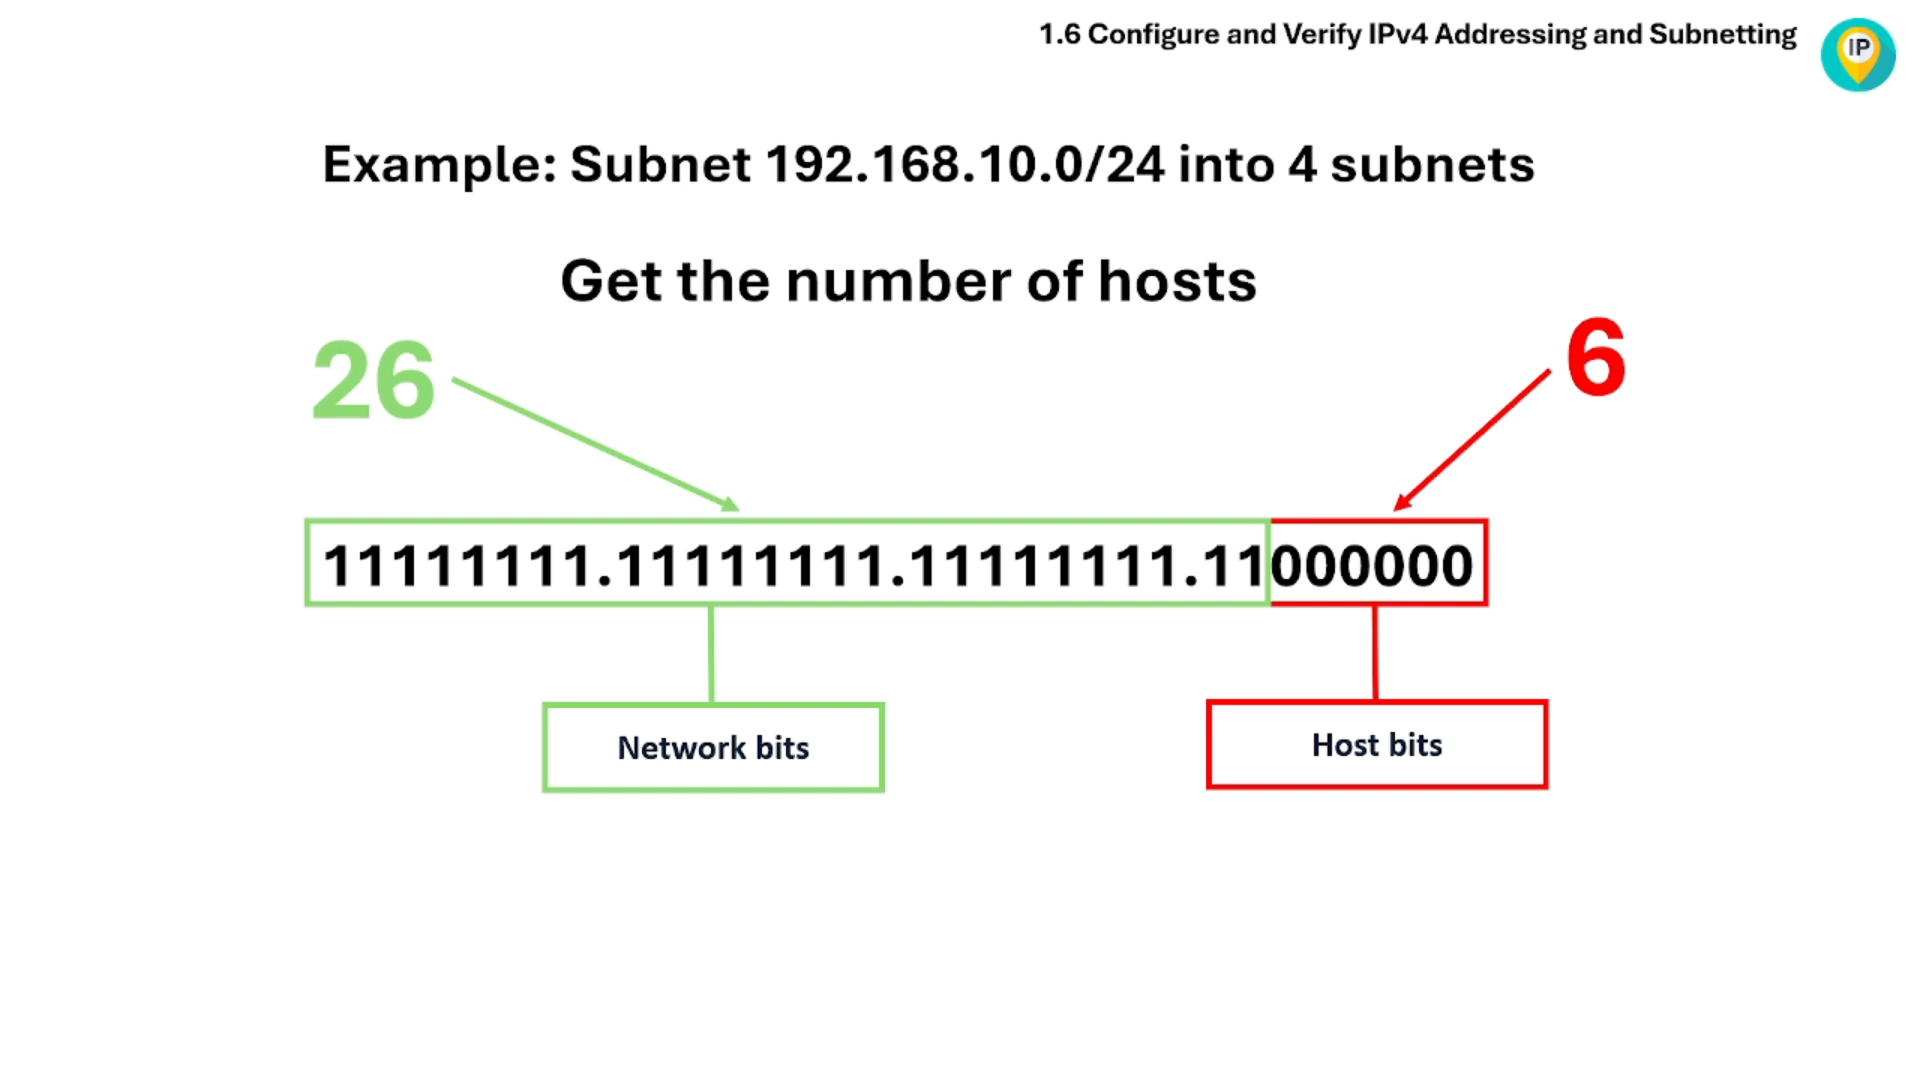 1.6 Configure and Verify IPv4 Addressing and Subnetting
IP
Example: Subnet 192.168.10.0/24 into 4 subnets
Get the number of hosts
26
6
11111111.11111111.11111111.11000000
Network bits
Host bits